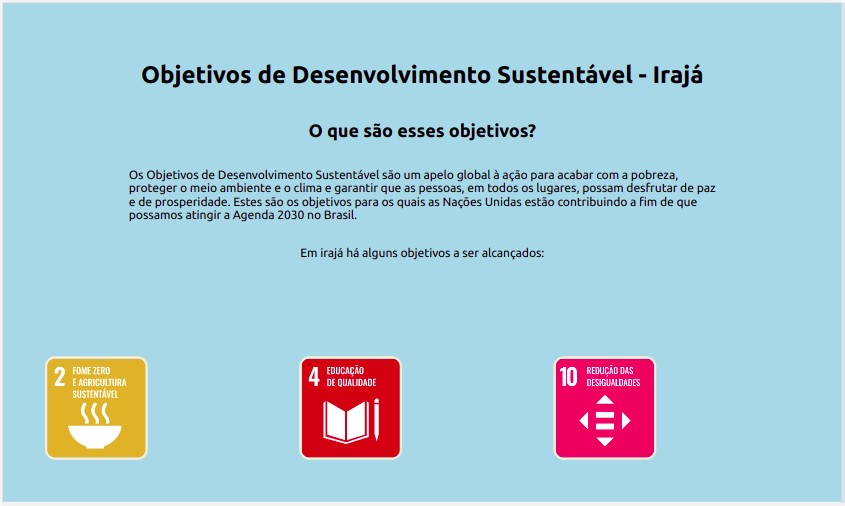 Objetivos de Desenvolvimento Sustentável - Irajá
O que são esses objetivos?
Os Objetivos de Desenvolvimento Sustentável são um apelo global à ação para acabar com a pobreza,
proteger o meio ambiente e o clima e garantir que as pessoas, em todos os lugares, possam desfrutar de paz
e de prosperidade. Estes são os objetivos para os quais as Nações Unidas estão contribuindo a fim de que
possamos atingir a Agenda 2030 no Brasil.
Em irajá há alguns objetivos a ser alcançados:
2 FOME ZERO
E AGRICULTURA
SUSTENTÁVEL
4 EDUCAÇÃO
DE QUALIDADE
10 REDUÇÃO DAS
DESIGUALDADES